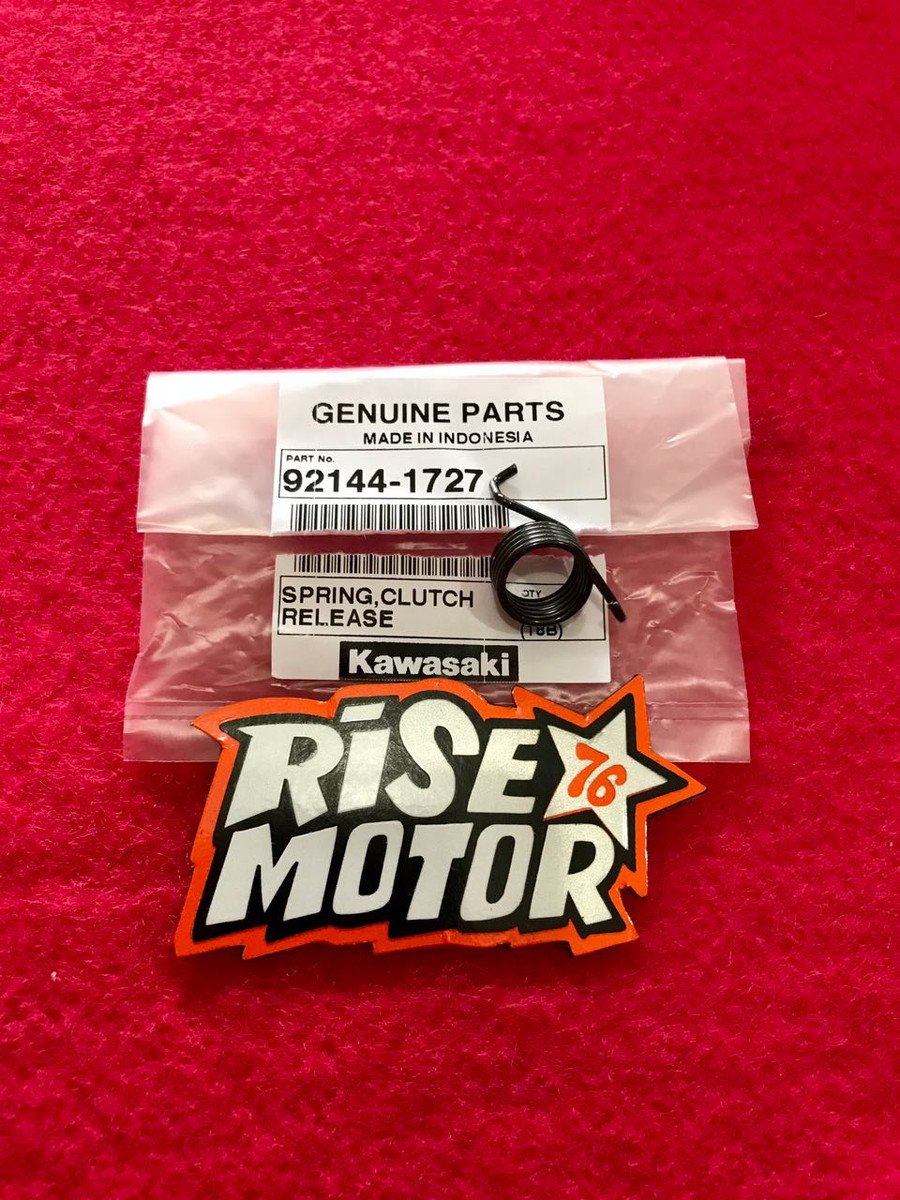 GENUINE PARTS
MADE IN INDONESIA
PART No.
92144-1727
SPRING,CLUTCH
RELEASE
QTY
(18B)
Kawasaki
RiSE
76
MOTOR